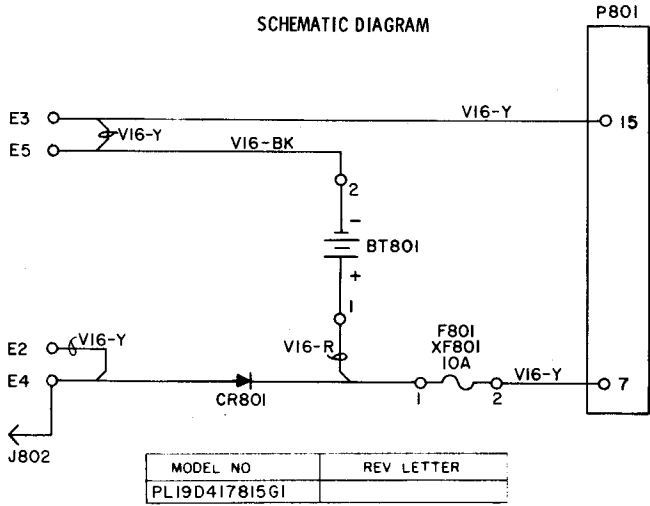 SCHEMATIC DIAGRAM
P801
E3
V16-Y
V16-Y
15
E5
V16-BK
2
-
BT801
+
1
E2
V16-Y
V16-R
F801
XF801
10A
E4
CR801
1
2
V16-Y
7
J802
MODEL NO
REV LETTER
PL19D417815G1